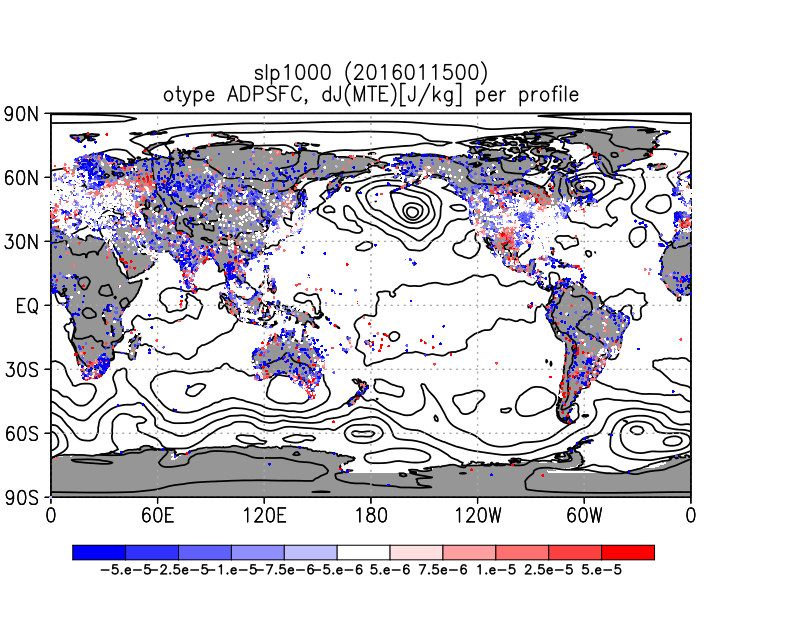 slp1000 (2016011500)
otype ADPSFC, dJ(MTE)[J/kg] per profile
90N
60N
30N
EQ
30S
60S
90S
0 60E 120E 180 120W 60W 0
-5.e-5 -2.5e-5 -1.e-5 -7.5e-6 -5.e-6 5.e-6 7.5e-6 1.e-5 2.5e-5 5.e-5